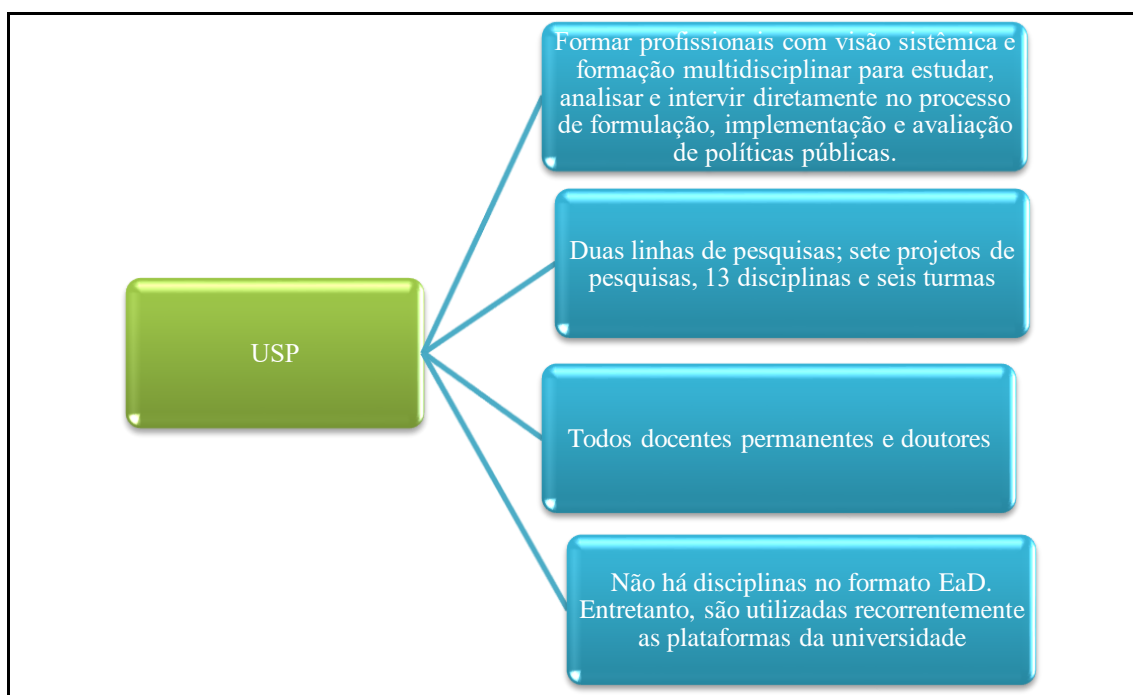 Formar profissionais com visão sistêmica e
formação multidisciplinar para estudar,
analisar e intervir diretamente no processo
de formulação, implementação e avaliação
de políticas públicas.
Duas linhas de pesquisas; sete projetos de
pesquisas, 13 disciplinas e seis turmas
USP
Todos docentes permanentes e doutores
Não há disciplinas no formato EaD.
Entretanto, são utilizadas recorrentemente
as plataformas da universidade